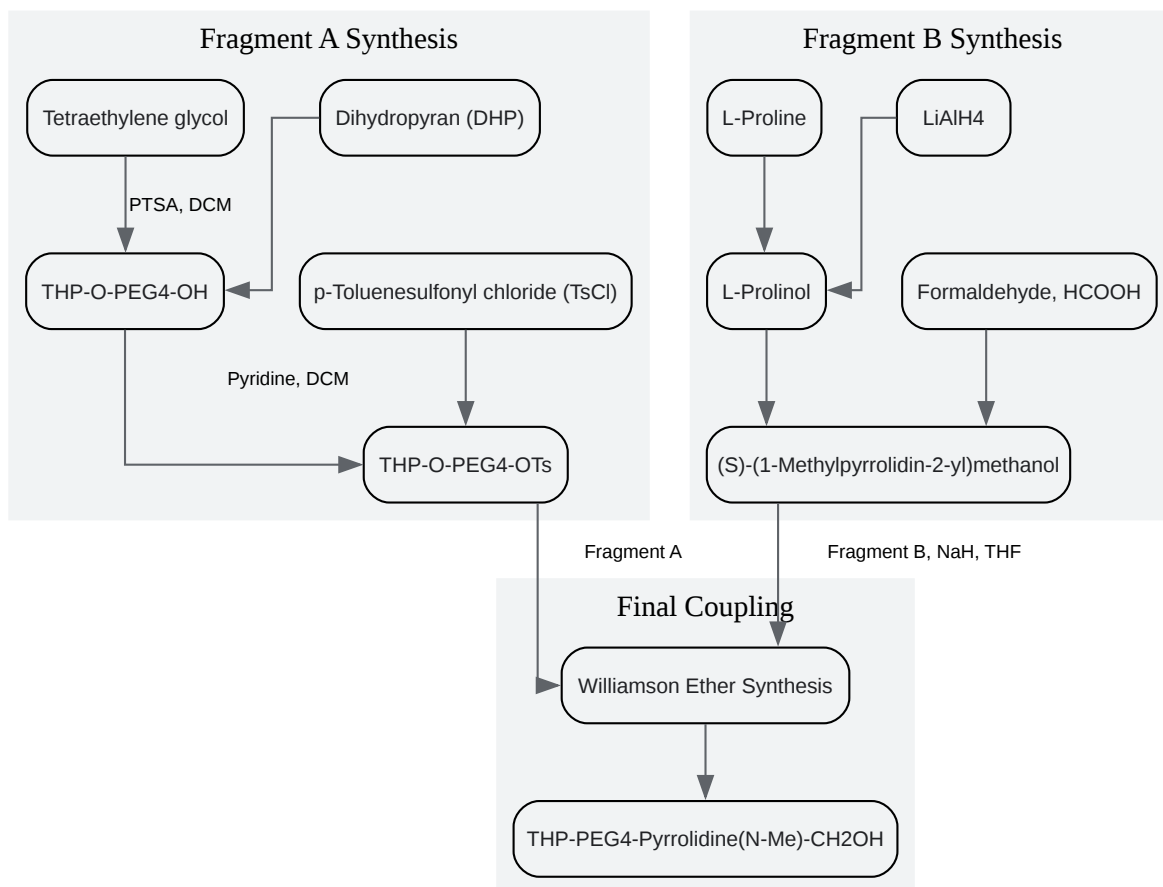 Fragment A Synthesis
Tetraethylene glycol
Dihydropyran (DHP)
PTSA, DCM
THP-O-PEG4-OH
p-Toluenesulfonyl chloride (TsCl)
Pyridine, DCM
THP-O-PEG4-OTs
Fragment B Synthesis
L-Proline
LiAlH4
L-Prolinol
Formaldehyde, HCOOH
(S)-(1-Methylpyrrolidin-2-yl)methanol
Fragment A
Fragment B, NaH, THF
Final Coupling
Williamson Ether Synthesis
THP-PEG4-Pyrrolidine(N-Me)-CH2OH